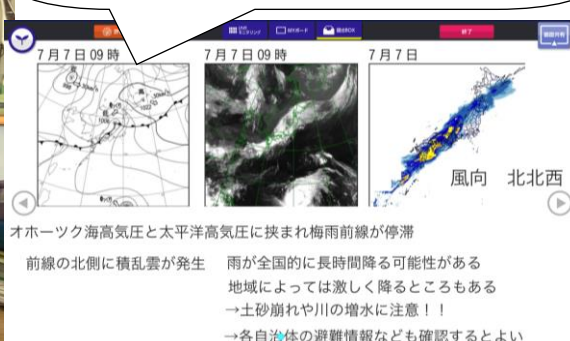 提出BOX
終了
7月7日09時
7月7日09時
7月7日
風向 北北西
オホーツク海高気圧と太平洋高気圧に挟まれ梅雨前線が停滞
前線の北側に積乱雲が発生 雨が全国的に長時間降る可能性がある
地域によっては激しく降るところもある
→土砂崩れや川の増水に注意！！
→各自治体の避難情報なども確認するとよい